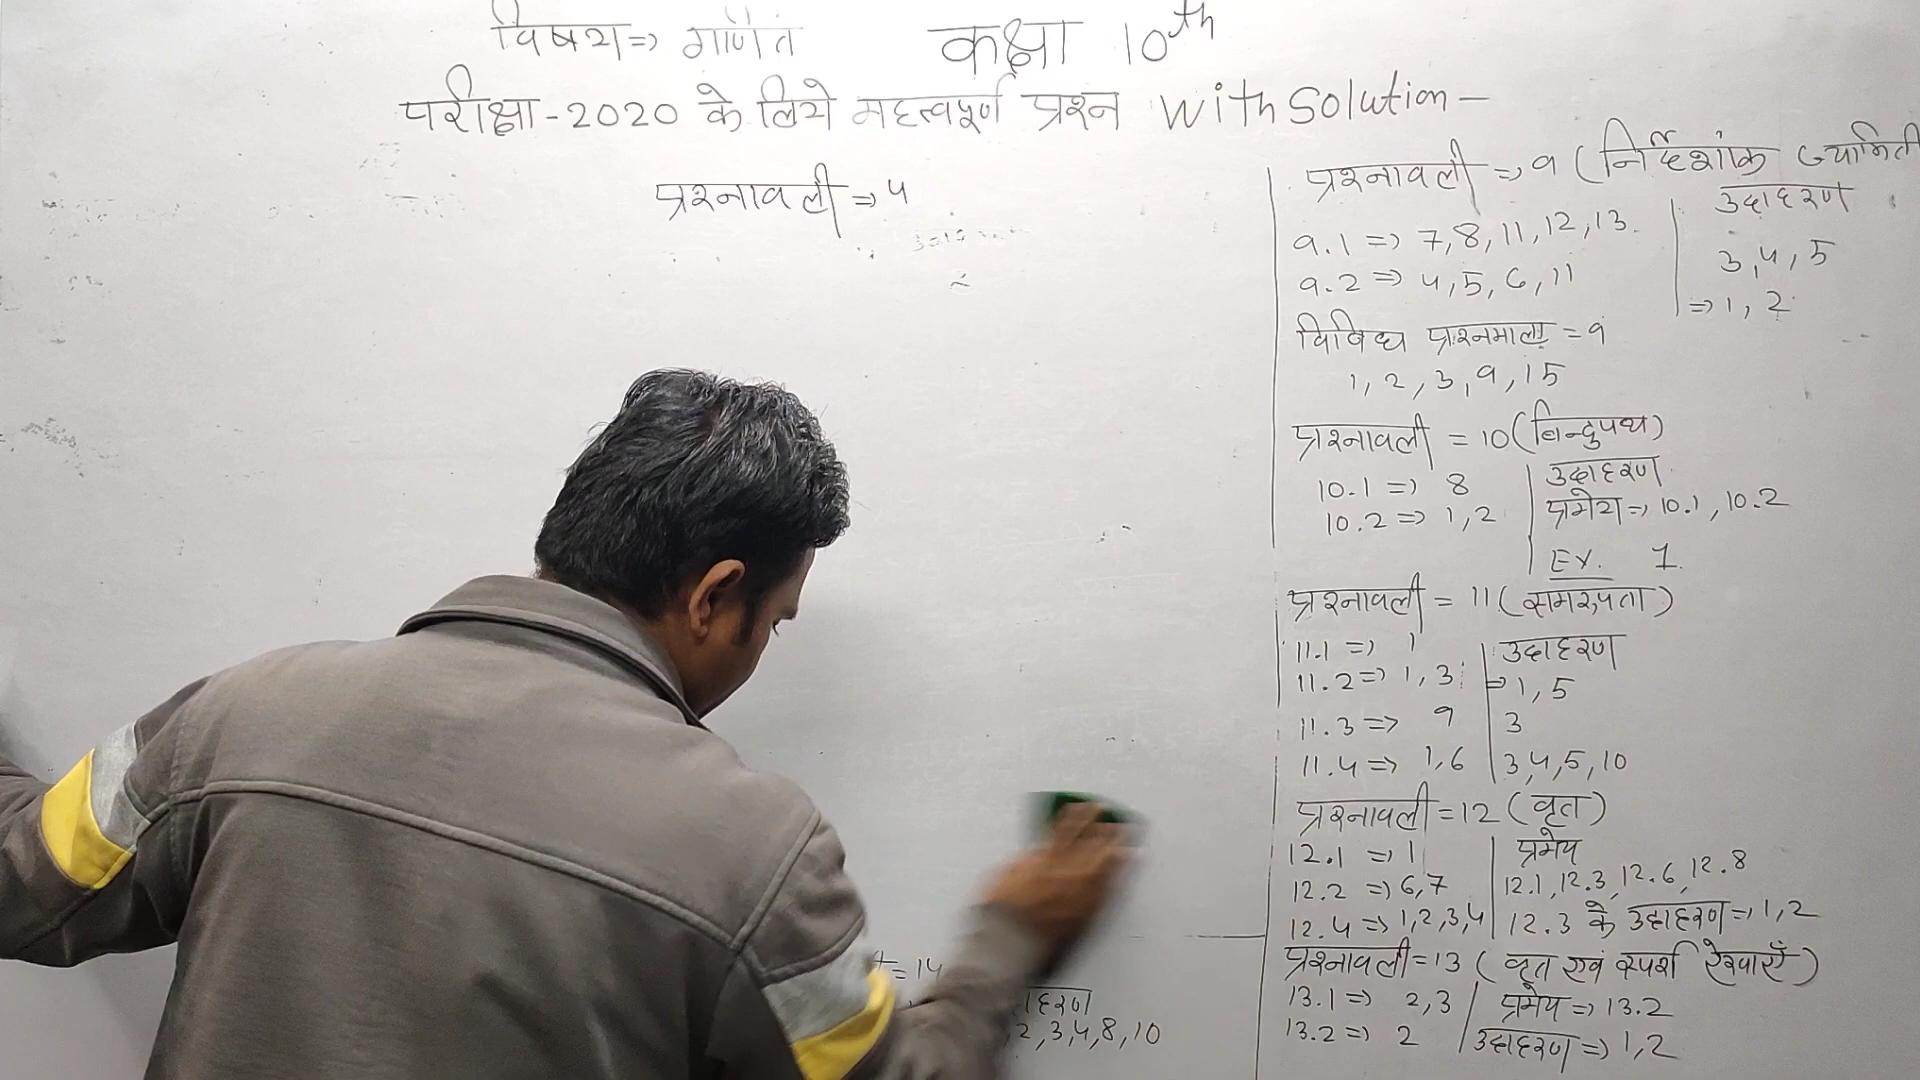 विषय=> गणित कक्षा 10th
परीक्षा-2020 के लिये महत्वपूर्ण प्रश्न With Solution –
प्रश्नावली => 4
प्रश्नावली => 9 (निर्देशांक ज्यामिती
उदाहरण
9.1 => 7,8,11,12,13
3,4,5
9.2 => 4,5,6,11
=> 1,2
विविध प्रश्नमाला = 9
1,2,3,9,15
प्रश्नावली = 10 (बिन्दुपथ)
उदाहरण
10.1 => 8
प्रमेय => 10.1, 10.2
10.2 => 1,2
Ex. 1
प्रश्नावली = 11 (समरुपता)
11.1 => 1
उदाहरण
11.2 => 1,3
=> 1,5
11.3 => 9
3
11.4 => 1,6
3,4,5,10
प्रश्नावली = 12 (वृत)
प्रमेय
12.1 => 1
12.1, 12.3, 12.6, 12.8
12.2 => 6,7
12.4 => 1,2,3,4
12.3 के उदाहरण => 1,2
प्रश्नावली = 13 (वृत एवं स्पर्श रेखाएँ)
13.1 => 2,3
प्रमेय => 13.2
13.2 => 2
उदाहरण => 1,2
= 14
2,3,4,8,10